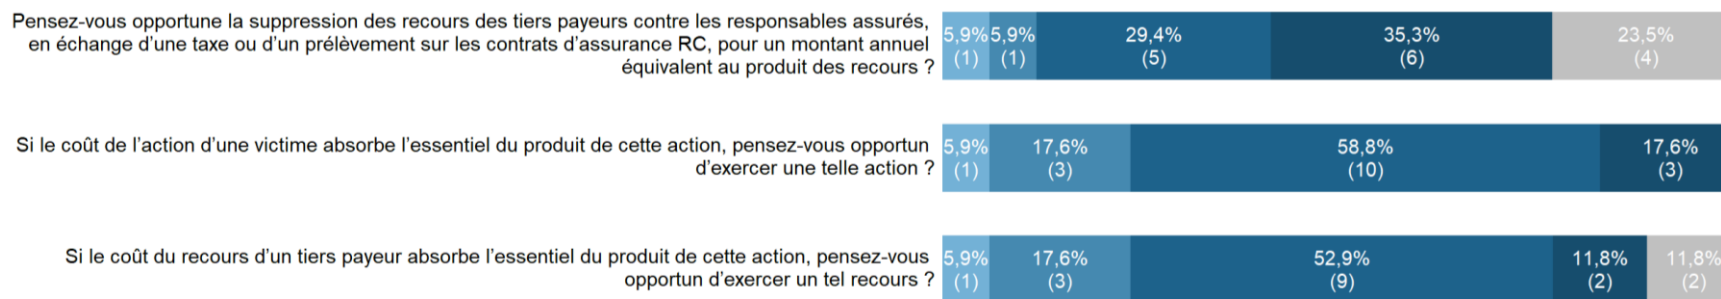 Pensez-vous opportune la suppression des recours des tiers payeurs contre les responsables assurés,
en échange d'une taxe ou d'un prélèvement sur les contrats d'assurance RC, pour un montant annuel
équivalent au produit des recours ?
5,9% 5,9% 29,4% 35,3% 23,5%
(1) (1) (5) (6) (4)
Si le coût de l'action d'une victime absorbe l'essentiel du produit de cette action, pensez-vous opportun
d'exercer une telle action ?
5,9% 17,6% 58,8% 17,6%
(1) (3) (10) (3)
Si le coût du recours d'un tiers payeur absorbe l'essentiel du produit de cette action, pensez-vous
opportun d'exercer un tel recours ?
5,9% 17,6% 52,9% 11,8% 11,8%
(1) (3) (9) (2) (2)